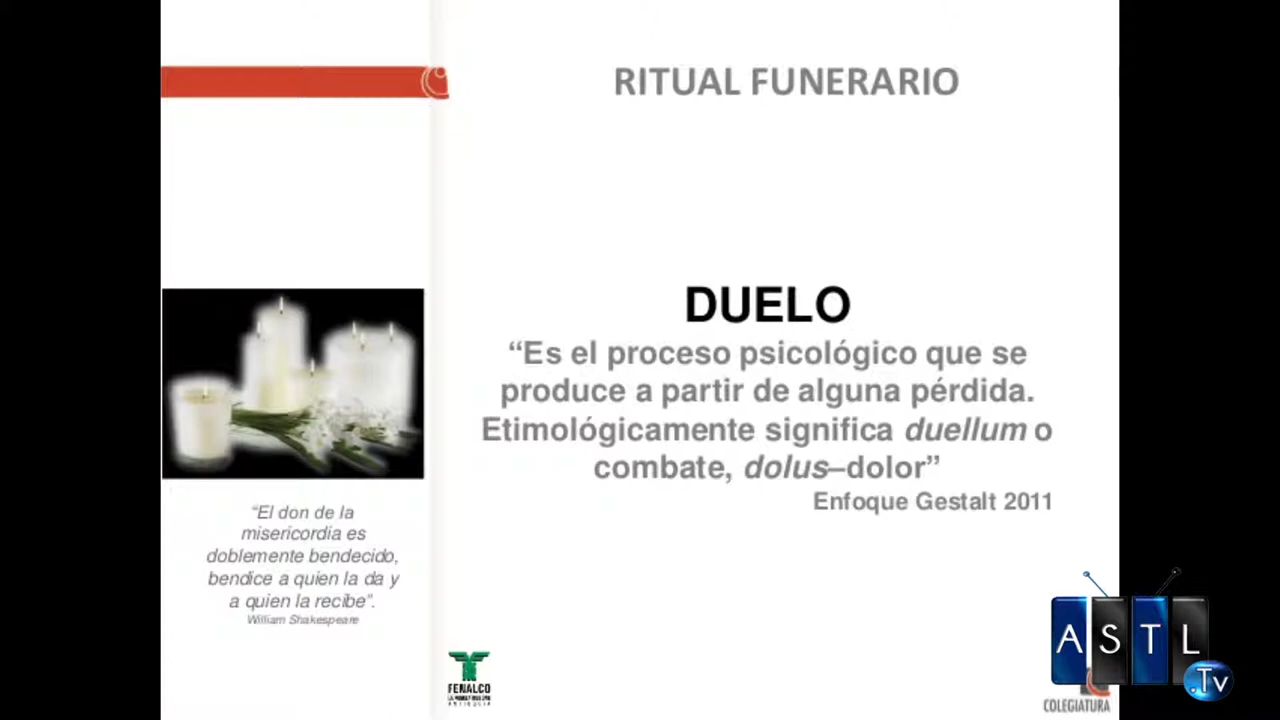 RITUAL FUNERARIO
DUELO
“Es el proceso psicológico que se
produce a partir de alguna pérdida.
Etimológicamente significa duellum o
combate, dolus–dolor”
Enfoque Gestalt 2011
“El don de la
misericordia es
doblemente bendecido,
bendice a quien la da y
a quien la recibe”.
William Shakespeare
FENALCO
ANTIOQUIA
COLEGIATURA
ASTL
.Tv